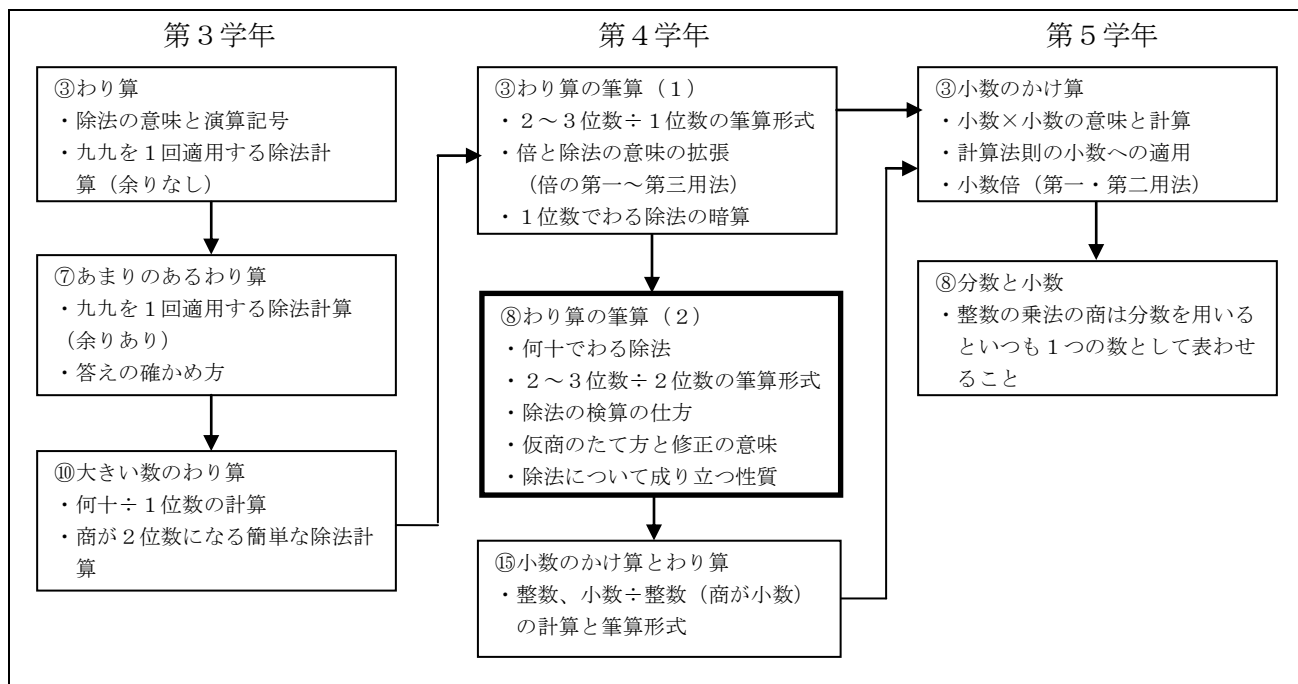 第３学年
③わり算
・除法の意味と演算記号
・九九を１回適用する除法計
算（余りなし）
⑦あまりのあるわり算
・九九を１回適用する除法計算
（余りあり）
・答えの確かめ方
⑩大きい数のわり算
・何十÷１位数の計算
・商が２位数になる簡単な除法計
算
第４学年
③わり算の筆算（１）
・２～３位数÷１位数の筆算形式
・倍と除法の意味の拡張
（倍の第一～第三用法）
・１位数でわる除法の暗算
⑧わり算の筆算（２）
・何十でわる除法
・２～３位数÷２位数の筆算形式
・除法の検算の仕方
・仮商のたて方と修正の意味
・除法について成り立つ性質
⑮小数のかけ算とわり算
・整数、小数÷整数（商が小数）
の計算と筆算形式
第５学年
③小数のかけ算
・小数×小数の意味と計算
・計算法則の小数への適用
・小数倍（第一・第二用法）
⑧分数と小数
・整数の乗法の商は分数を用いる
といつも１つの数として表わせ
ること